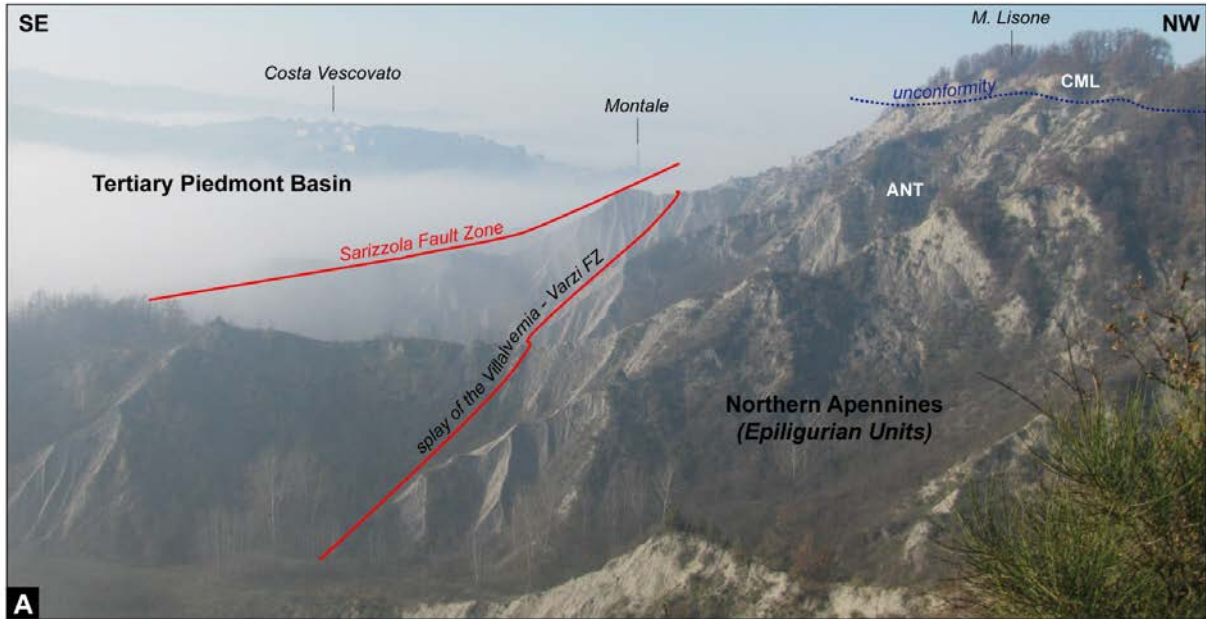 SE
NW
M. Lisone
Costa Vescovato
CML
unconformity
Montale
Tertiary Piedmont Basin
ANT
Sarizzola Fault Zone
splay of the Villalvernia - Varzi FZ
Northern Apennines
(Epiligurian Units)
A